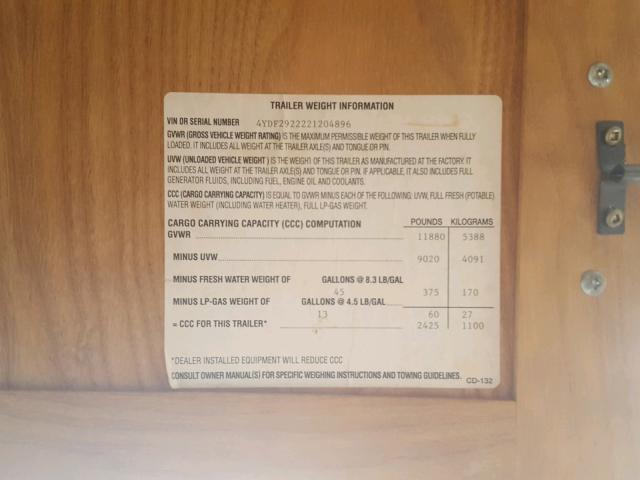 TRAILER WEIGHT INFORMATION
VIN OR SERIAL NUMBER 4YDF2922221204896
GVWR (GROSS VEHICLE WEIGHT RATING) IS THE MAXIMUM PERMISSIBLE WEIGHT OF THIS TRAILER WHEN FULLY
LOADED. IT INCLUDES ALL WEIGHT AT THE TRAILER AXLE(S) AND TONGUE OR PIN.
UVW (UNLOADED VEHICLE WEIGHT ) IS THE WEIGHT OF THIS TRAILER AS MANUFACTURED AT THE FACTORY. IT
INCLUDES ALL WEIGHT AT THE TRAILER AXLE(S) AND TONGUE OR PIN. IF APPLICABLE, IT ALSO INCLUDES FULL
GENERATOR FLUIDS, INCLUDING FUEL, ENGINE OIL AND COOLANTS.
CCC (CARGO CARRYING CAPACITY) IS EQUAL TO GVWR MINUS EACH OF THE FOLLOWING: UVW, FULL FRESH (POTABLE)
WATER WEIGHT (INCLUDING WATER HEATER), FULL LP-GAS WEIGHT.
CARGO CARRYING CAPACITY (CCC) COMPUTATION POUNDS KILOGRAMS
GVWR 11880 5388
MINUS UVW 9020 4091
MINUS FRESH WATER WEIGHT OF GALLONS @ 8.3 LB/GAL
45 375 170
MINUS LP-GAS WEIGHT OF GALLONS @ 4.5 LB/GAL
13 60 27
= CCC FOR THIS TRAILER* 2425 1100
*DEALER INSTALLED EQUIPMENT WILL REDUCE CCC
CONSULT OWNER MANUAL(S) FOR SPECIFIC WEIGHING INSTRUCTIONS AND TOWING GUIDELINES. CD-132